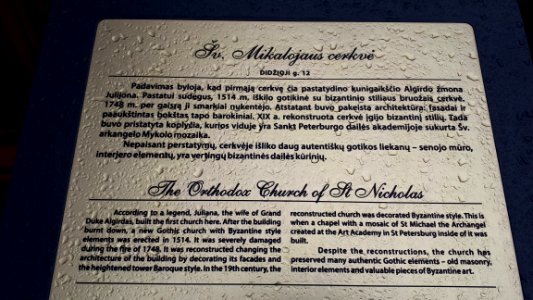 Šv. Mikalojaus cerkvė
DIDŽIOJI g. 12
Padavimas byloja, kad pirmąją cerkvę čia pastatydino kunigaikščio Algirdo žmona
Julijona. Pastatui sudegus, 1514 m. iškilo gotikinė su bizantinio stiliaus bruožais cerkvė.
1748 m. per gaisrą ji smarkiai nukentėjo. Atstatant buvo pakeista architektūra: fasadai ir
paaukštintas bokštas tapo barokiniai. XIX a. rekonstruota cerkvė įgijo bizantinį stilių. Tada
buvo pristatyta koplyčia, kurios viduje yra Sankt Peterburgo dailės akademijoje sukurta Šv.
arkangelo Mykolo mozaika.
Nepaisant perstatymų, cerkvėje išliko daug autentiškų gotikos liekanų – senojo mūro,
interjero elementų, yra vertingų bizantinės dailės kūrinių.
The Orthodox Church of St Nicholas
According to a legend, Juliana, the wife of Grand
Duke Algirdas, built the first church here. After the building
burnt down, a new Gothic church with Byzantine style
elements was erected in 1514. It was severely damaged
during the fire of 1748. It was reconstructed changing the
architecture of the building by decorating its facades and
the heightened tower Baroque style. In the 19th century, the
reconstructed church was decorated Byzantine style. This is
when a chapel with a mosaic of St Michael the Archangel
created at the Art Academy in St Petersburg inside of it was
built.
Despite the reconstructions, the church has
preserved many authentic Gothic elements – old masonry,
interior elements and valuable pieces of Byzantine art.